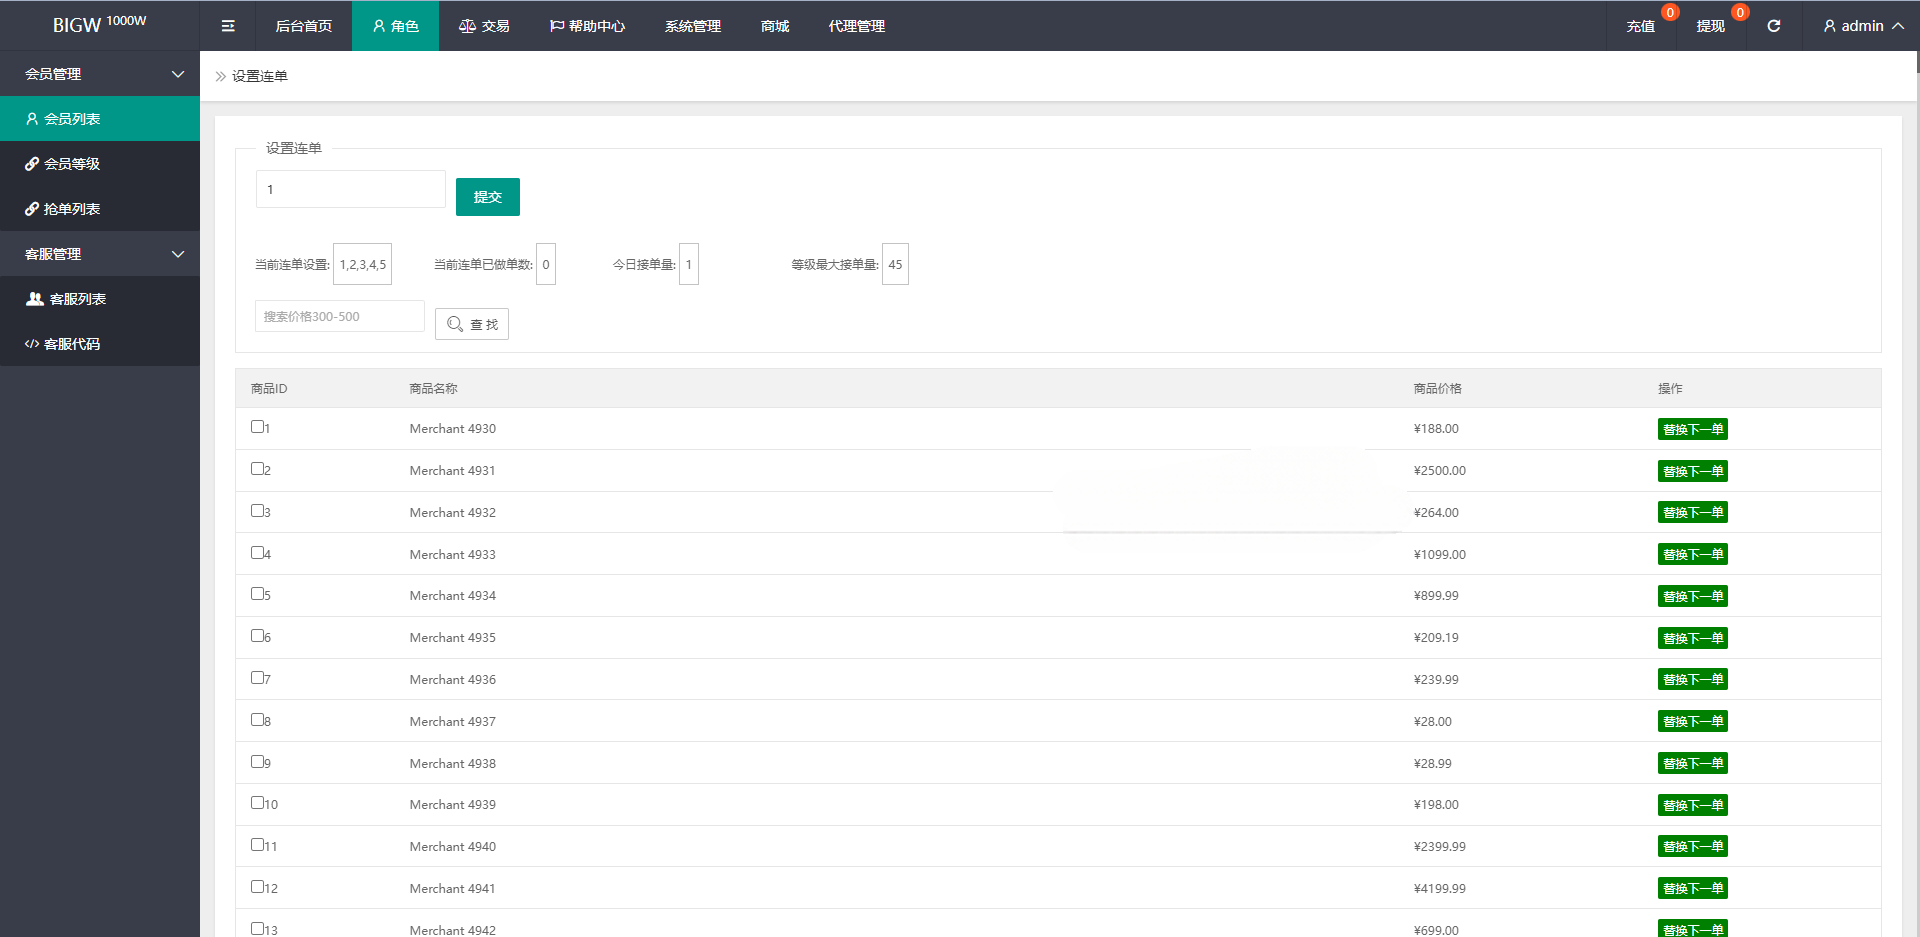 BIGW 1000W
后台首页
角色
交易
帮助中心
系统管理
商城
代理管理
充值 0
提现 0
admin
会员管理
会员列表
会员等级
抢单列表
客服管理
客服列表
客服代码
设置连单
设置连单
1
提交
当前连单设置: 1,2,3,4,5 当前连单已做单数: 0 今日接单量: 1 等级最大接单量: 45
搜索价格300-500
查 找
商品ID 商品名称 商品价格 操作
1 Merchant 4930 ¥188.00 替换下一单
2 Merchant 4931 ¥2500.00 替换下一单
3 Merchant 4932 ¥264.00 替换下一单
4 Merchant 4933 ¥1099.00 替换下一单
5 Merchant 4934 ¥899.99 替换下一单
6 Merchant 4935 ¥209.19 替换下一单
7 Merchant 4936 ¥239.99 替换下一单
8 Merchant 4937 ¥28.00 替换下一单
9 Merchant 4938 ¥28.99 替换下一单
10 Merchant 4939 ¥198.00 替换下一单
11 Merchant 4940 ¥2399.99 替换下一单
12 Merchant 4941 ¥4199.99 替换下一单
13 Merchant 4942 ¥699.00 替换下一单